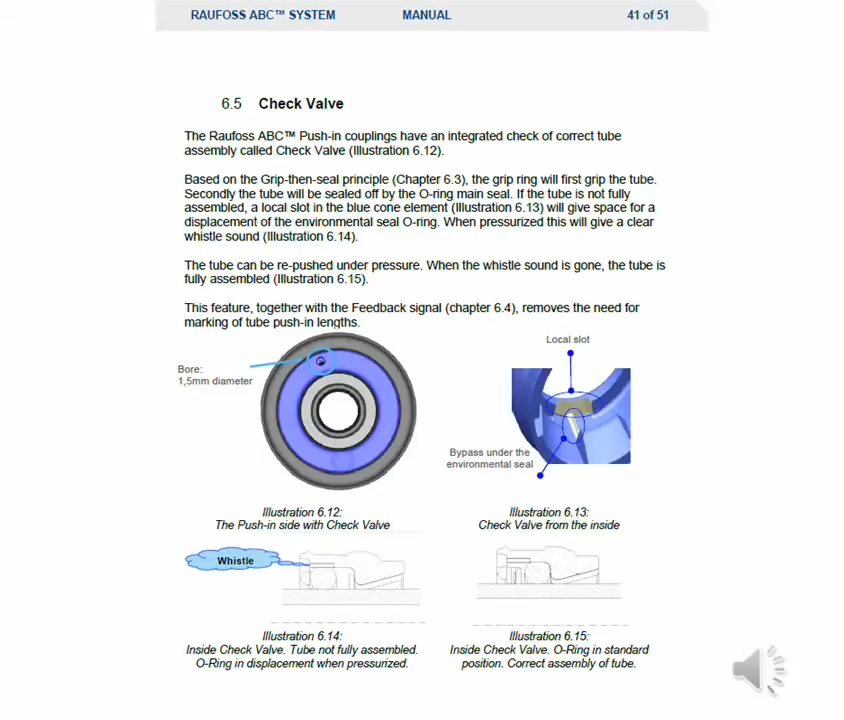 RAUFOSS ABC™ SYSTEM MANUAL 41 of 51
6.5 Check Valve
The Raufoss ABC™ Push-in couplings have an integrated check of correct tube
assembly called Check Valve (Illustration 6.12).
Based on the Grip-then-seal principle (Chapter 6.3), the grip ring will first grip the tube.
Secondly the tube will be sealed off by the O-ring main seal. If the tube is not fully
assembled, a local slot in the blue cone element (Illustration 6.13) will give space for a
displacement of the environmental seal O-ring. When pressurized this will give a clear
whistle sound (Illustration 6.14).
The tube can be re-pushed under pressure. When the whistle sound is gone, the tube is
fully assembled (Illustration 6.15).
This feature, together with the Feedback signal (chapter 6.4), removes the need for
marking of tube push-in lengths.
Bore:
1,5mm diameter
Local slot
Bypass under the
environmental seal
Illustration 6.12:
The Push-in side with Check Valve
Illustration 6.13:
Check Valve from the inside
Whistle
Illustration 6.14:
Inside Check Valve. Tube not fully assembled.
O-Ring in displacement when pressurized.
Illustration 6.15:
Inside Check Valve. O-Ring in standard
position. Correct assembly of tube.